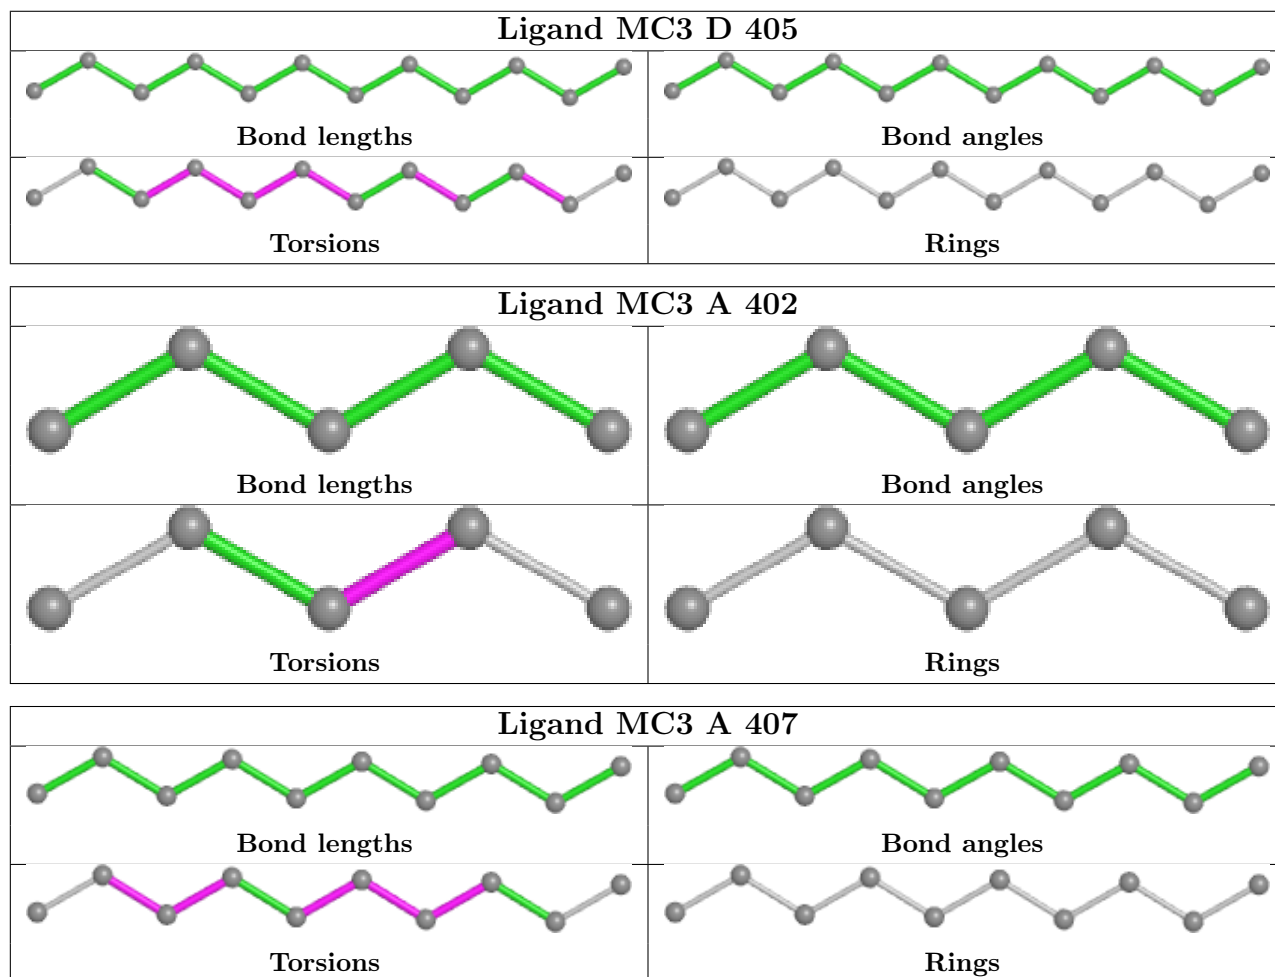 Ligand MC3 D 405
Bond lengths
Bond angles
Torsions
Rings
Ligand MC3 A 402
Bond lengths
Bond angles
Torsions
Rings
Ligand MC3 A 407
Bond lengths
Bond angles
Torsions
Rings